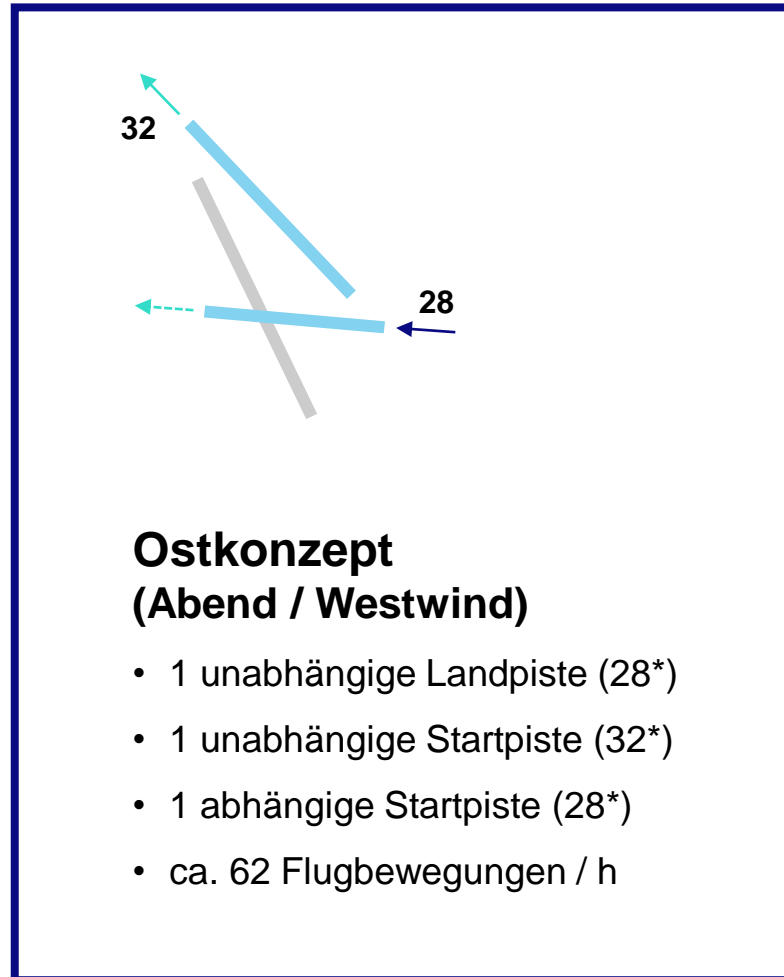 32
28
Ostkonzept
(Abend / Westwind)
• 1 unabhängige Landpiste (28*)
• 1 unabhängige Startpiste (32*)
• 1 abhängige Startpiste (28*)
• ca. 62 Flugbewegungen / h